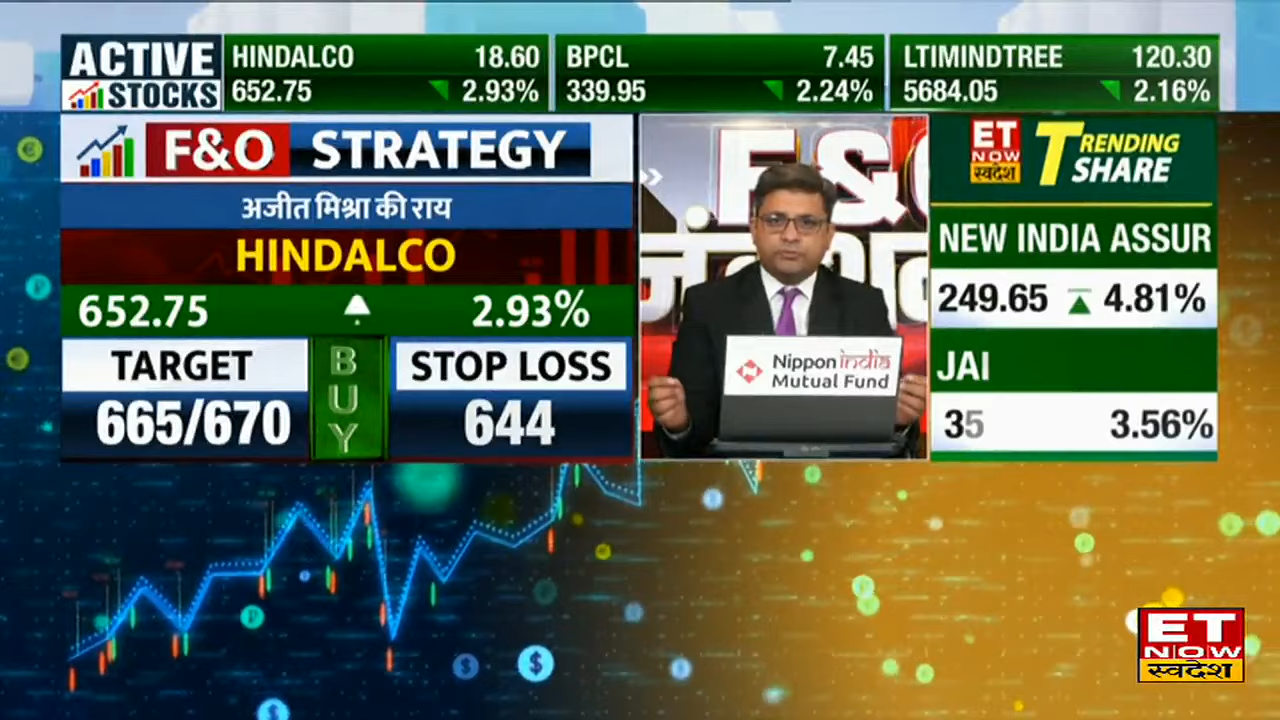 ACTIVE
STOCKS
HINDALCO 18.60
652.75 2.93%
BPCL 7.45
339.95 2.24%
LTIMINDTREE 120.30
5684.05 2.16%
F&O STRATEGY
अजीत मिश्रा की राय
HINDALCO
652.75 2.93%
TARGET
665/670
BUY
STOP LOSS
644
F&
Nippon india
Mutual Fund
ET
NOW
स्वदेश
TRENDING
SHARE
NEW INDIA ASSUR
249.65 4.81%
JAI
35 3.56%
ET
NOW
स्वदेश